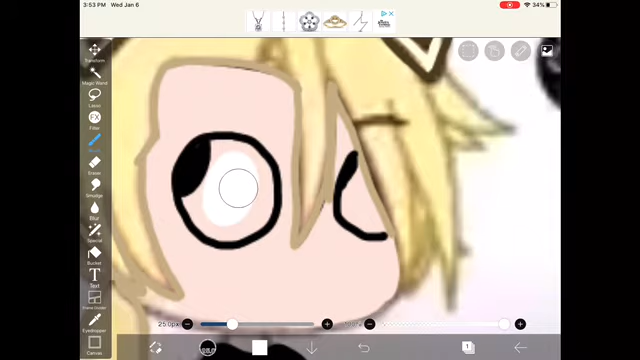 3:53 PM Wed Jan 6
34%
Transform
Magic Wand
Lasso
FX
Filter
Brush
Eraser
Smudge
Blur
Special
Bucket
T
Text
Frame Divider
Eyedropper
Canvas
25.0px
1